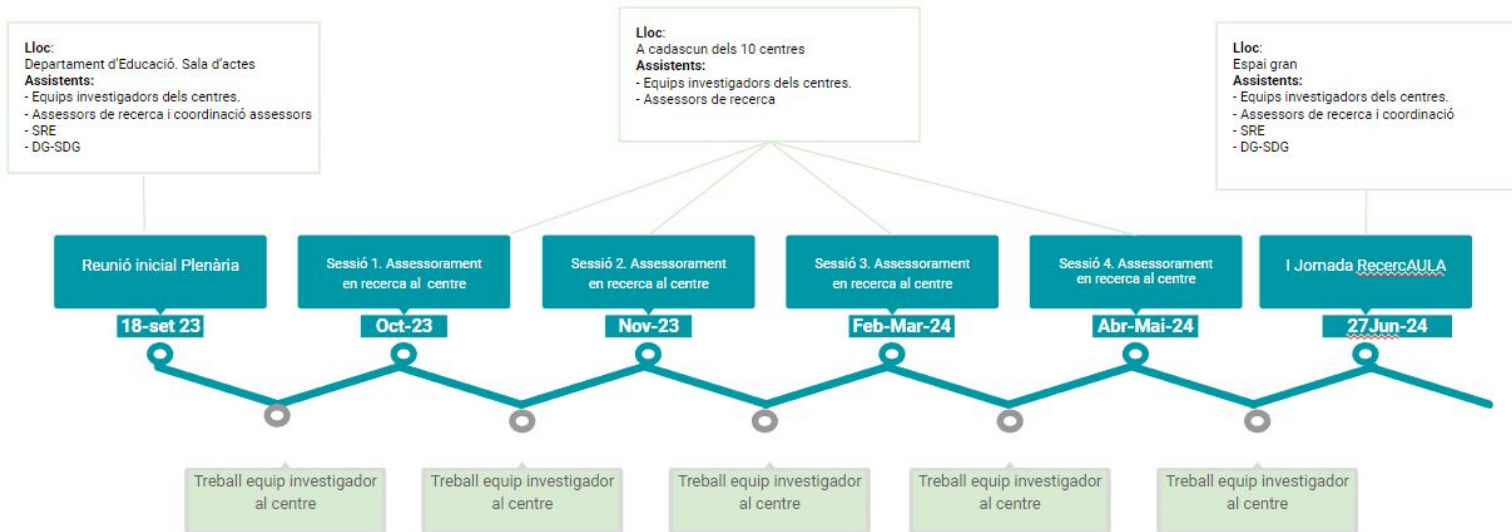 Lloc:
Departament d'Educació. Sala d'actes
Assistents:
- Equips investigadors dels centres.
- Assessors de recerca i coordinació assessors
- SRE
- DG-SDG
Lloc:
A cadascun dels 10 centres
Assistents:
- Equips investigadors dels centres.
- Assessors de recerca
Lloc:
Espai gran
Assistents:
- Equips investigadors dels centres.
- Assessors de recerca i coordinació
- SRE
- DG-SDG
Reunió inicial Plenària
Sessió 1. Assessorament
en recerca al centre
Sessió 2. Assessorament
en recerca al centre
Sessió 3. Assessorament
en recerca al centre
Sessió 4. Assessorament
en recerca al centre
I Jornada RecercAULA
18-set 23
Oct-23
Nov-23
Feb-Mar-24
Abr-Mai-24
27Jun-24
Treball equip investigador
al centre
Treball equip investigador
al centre
Treball equip investigador
al centre
Treball equip investigador
al centre
Treball equip investigador
al centre